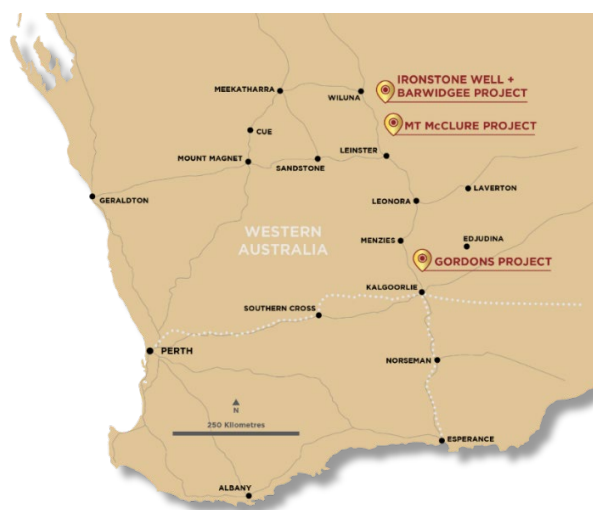 IRONSTONE WELL +
BARWIDGEE PROJECT
MEEKATHARRA
WILUNA
MT McCLURE PROJECT
CUE
LEINSTER
MOUNT MAGNET
SANDSTONE
LAVERTON
GERALDTON
LEONORA
WESTERN
AUSTRALIA
MENZIES
EDJUDINA
GORDONS PROJECT
KALGOORLIE
SOUTHERN CROSS
PERTH
NORSEMAN
N
250 Kilometres
ESPERANCE
ALBANY